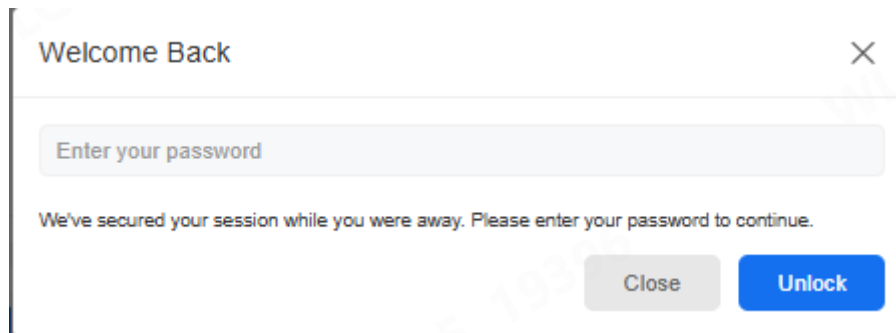 Welcome Back
Enter your password
We've secured your session while you were away. Please enter your password to continue.
Close
Unlock